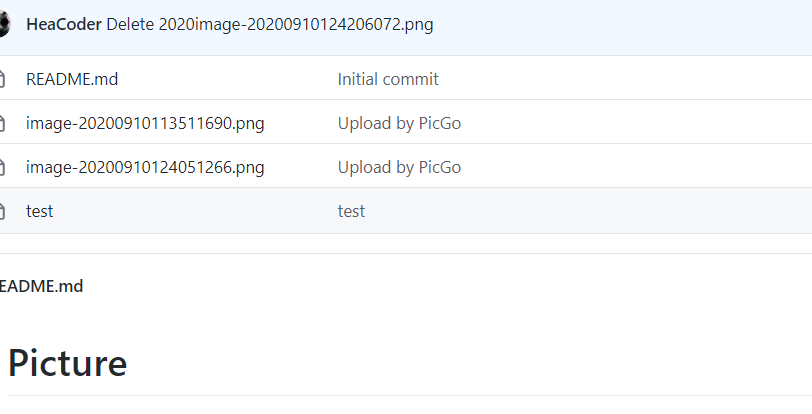 HeaCoder Delete 2020image-20200910124206072.png
README.md Initial commit
image-20200910113511690.png Upload by PicGo
image-20200910124051266.png Upload by PicGo
test test
EADME.md
Picture